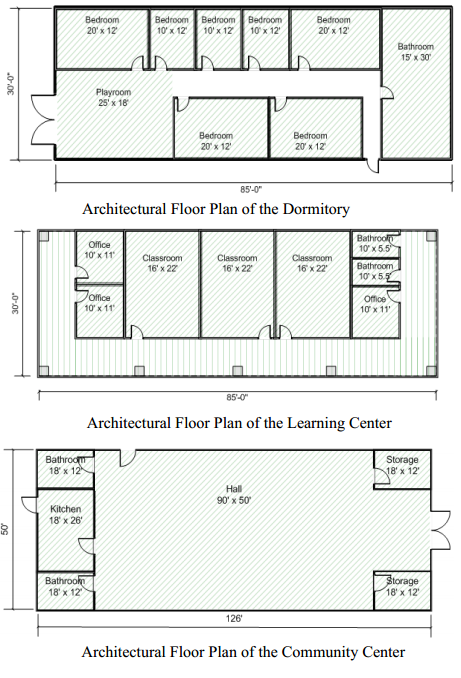 Bedroom
20' x 12'
Bedroom
10' x 12'
Bedroom
10' x 12'
Bedroom
10' x 12'
Bedroom
20' x 12'
Bathroom
15' x 30'
Playroom
25' x 18'
30'-0"
Bedroom
20' x 12'
Bedroom
20' x 12'
85'-0"
Architectural Floor Plan of the Dormitory
Office
10' x 11'
Classroom
16' x 22'
Classroom
16' x 22'
Classroom
16' x 22'
Bathroom
10' x 5.5'
Bathroom
10' x 5.5'
30'-0"
Office
10' x 11'
Office
10' x 11'
85'-0"
Architectural Floor Plan of the Learning Center
Bathroom
18' x 12'
Storage
18' x 12'
Hall
90' x 50'
Kitchen
18' x 26'
50'
Bathroom
18' x 12'
Storage
18' x 12'
126'
Architectural Floor Plan of the Community Center